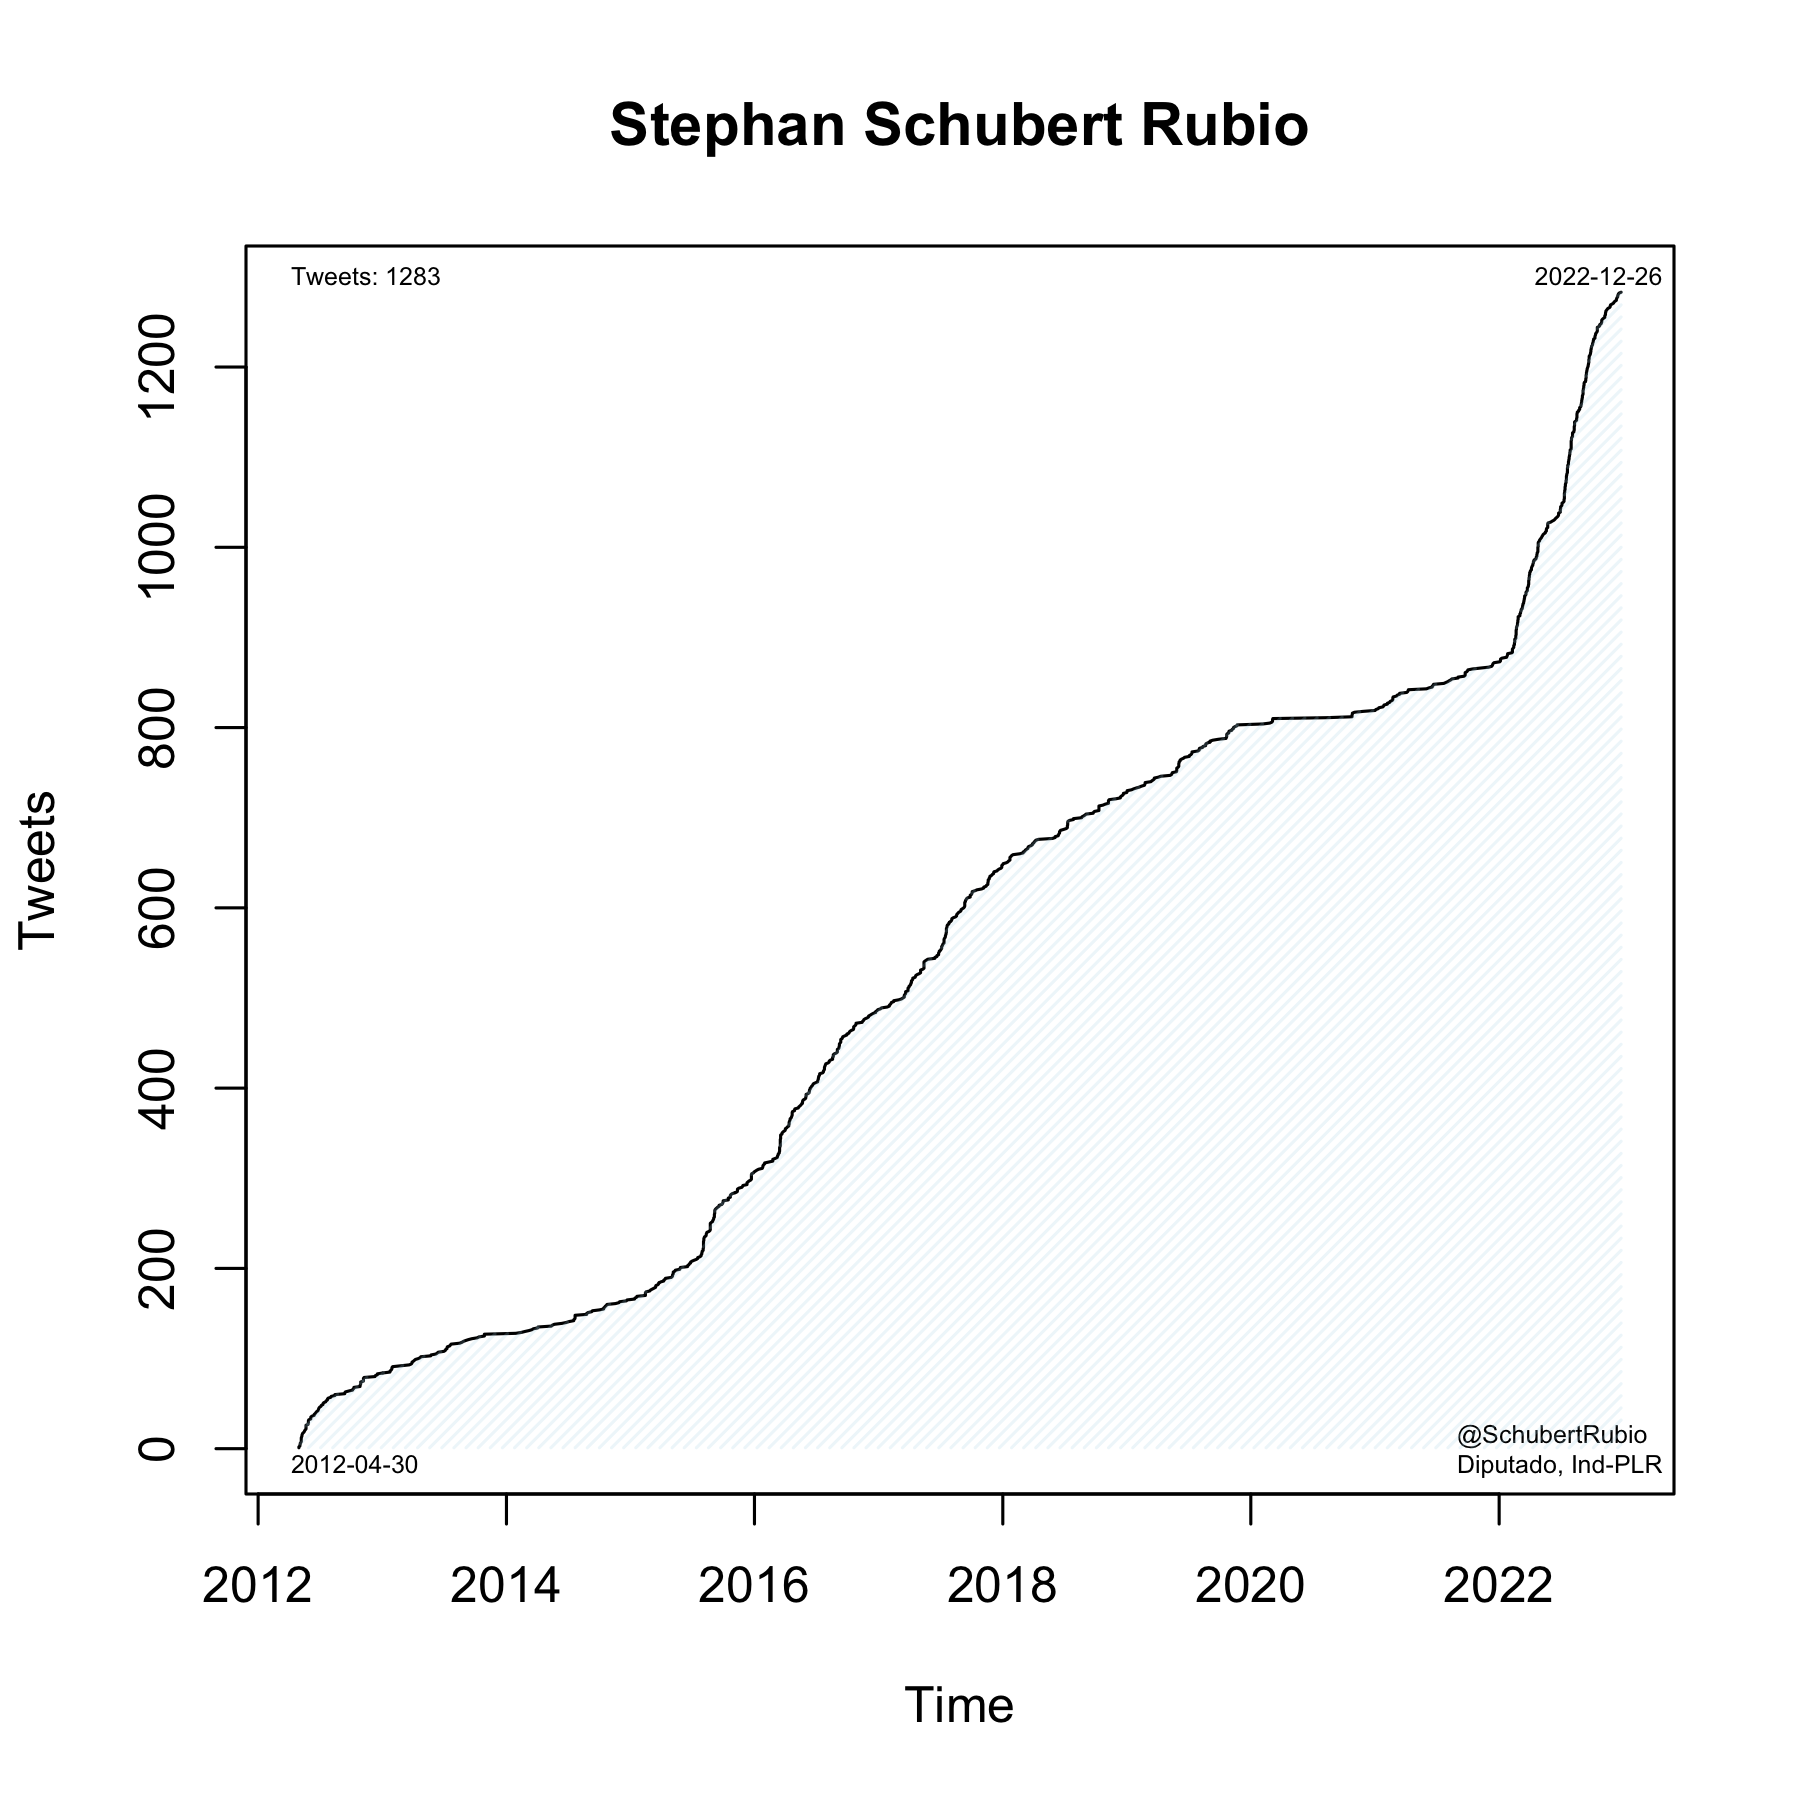 Stephan Schubert Rubio
Tweets: 1283
2022-12-26
Tweets
1200
1000
800
600
400
200
0
@SchubertRubio
2012-04-30
Diputado, Ind-PLR
2012
2014
2016
2018
2020
2022
Time